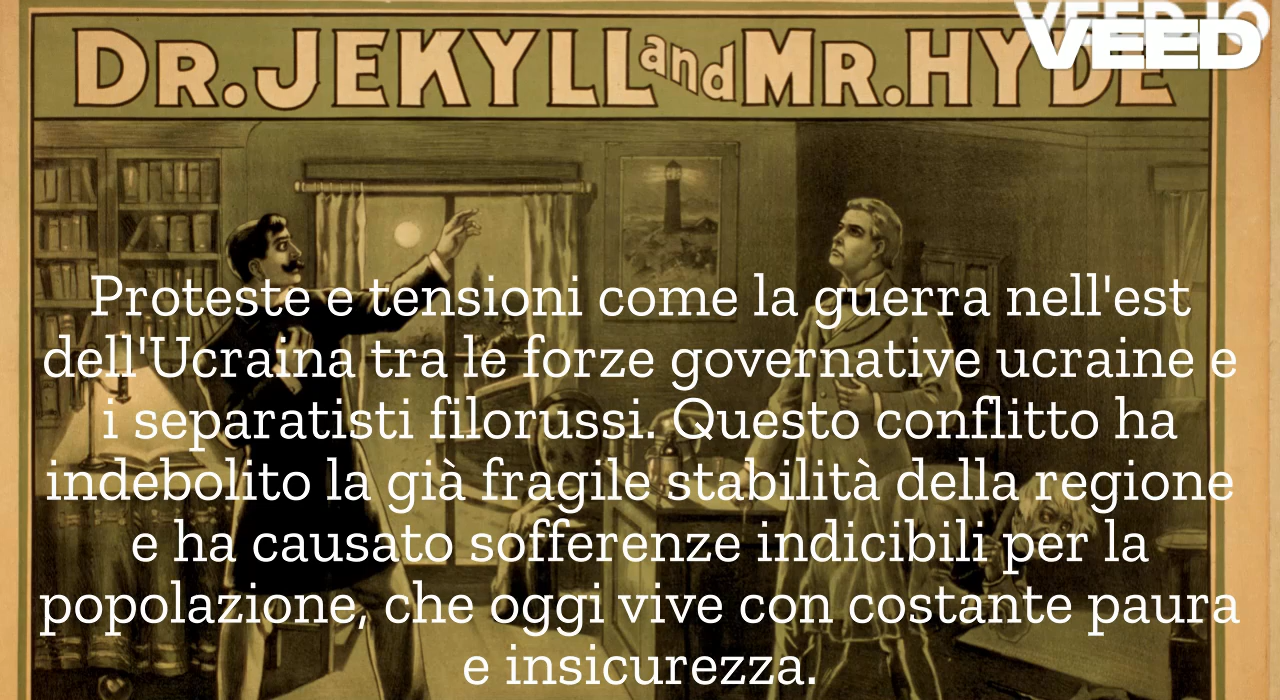 VEED.IO
VEED
DR. JEKYLL and MR. HYDE
Proteste e tensioni come la guerra nell'est
dell'Ucraina tra le forze governative ucraine e
i separatisti filorussi. Questo conflitto ha
indebolito la già fragile stabilità della regione
e ha causato sofferenze indicibili per la
popolazione, che oggi vive con costante paura
e insicurezza.